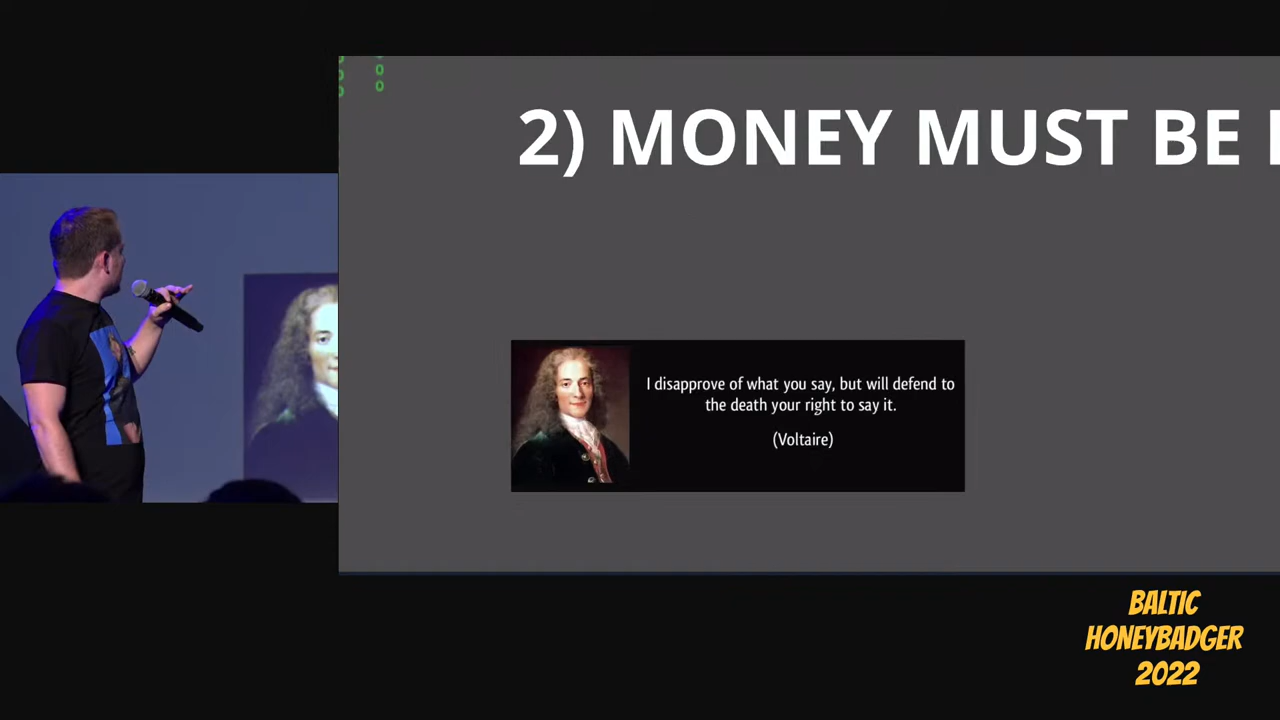 2) MONEY MUST BE
I disapprove of what you say, but will defend to
the death your right to say it.
(Voltaire)
BALTIC
HONEYBADGER
2022